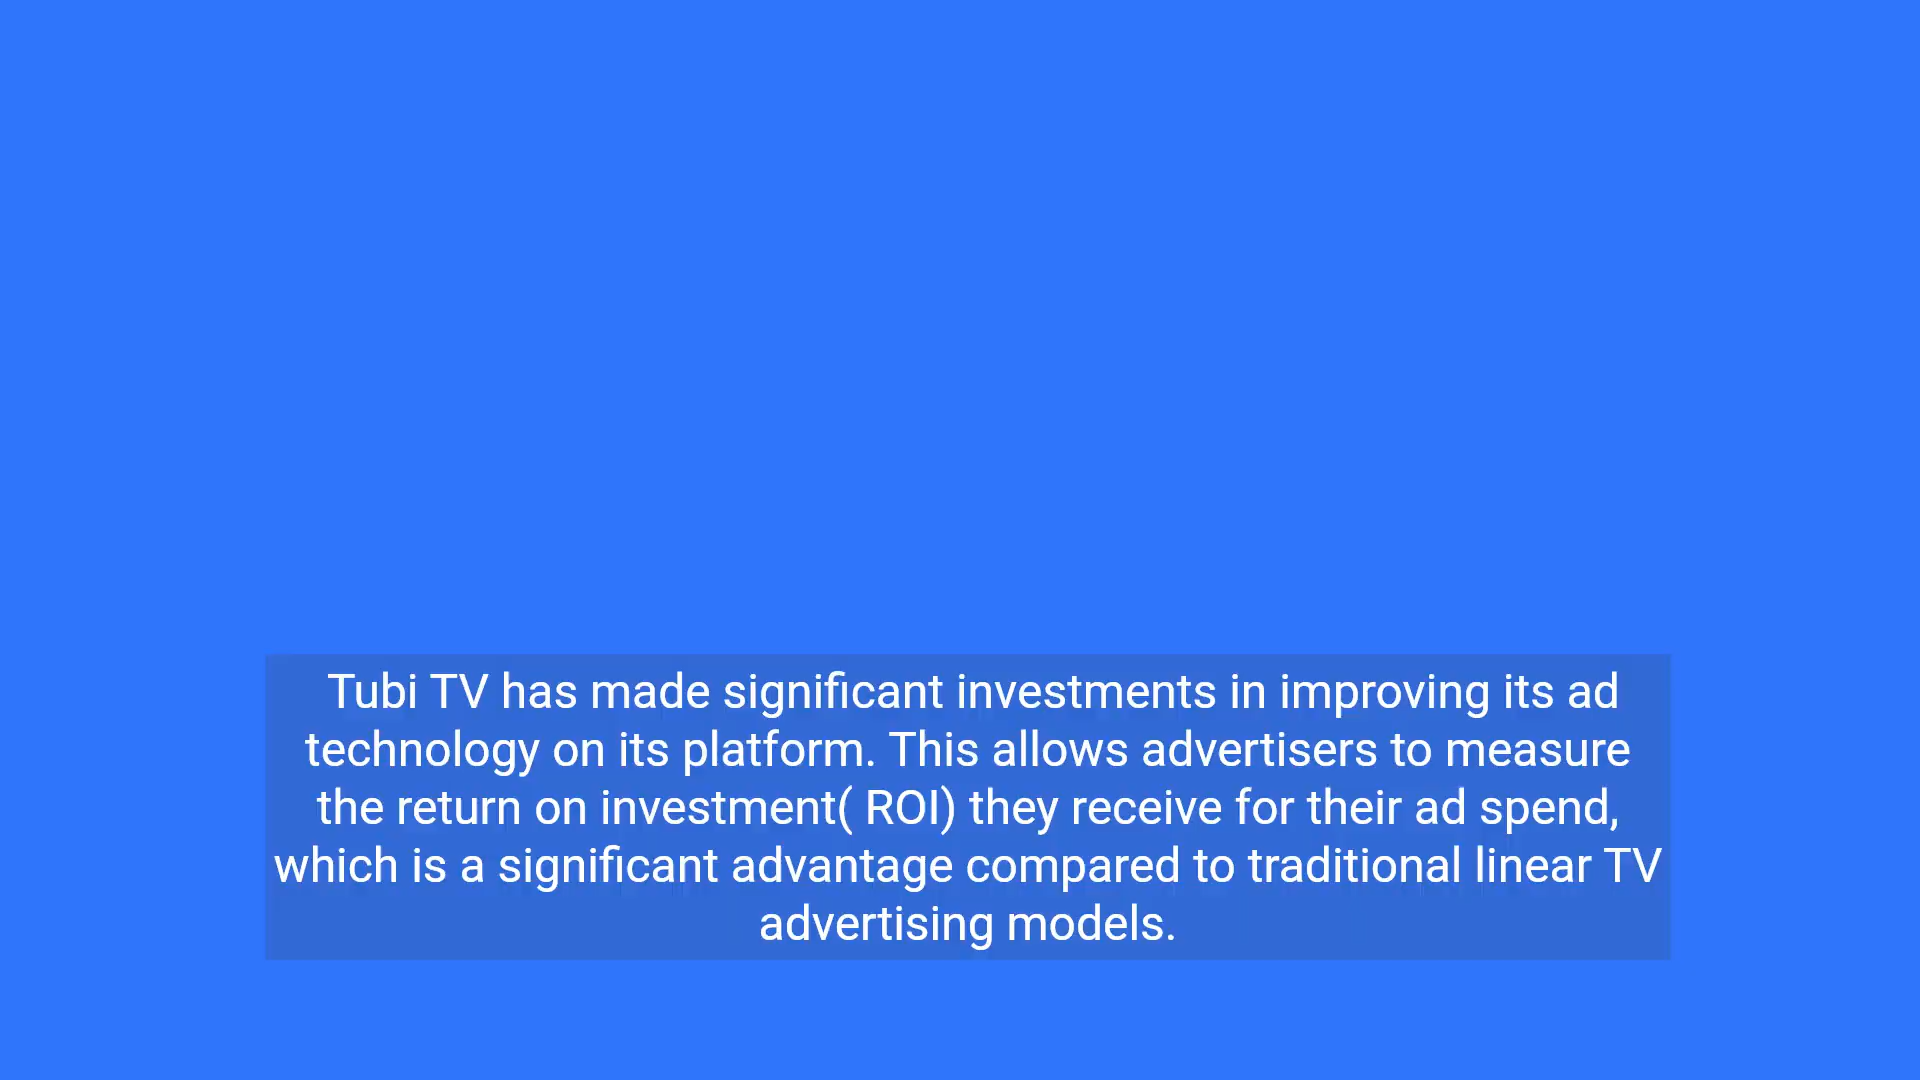 Tubi TV has made significant investments in improving its ad
technology on its platform. This allows advertisers to measure
the return on investment( ROI) they receive for their ad spend,
which is a significant advantage compared to traditional linear TV
advertising models.